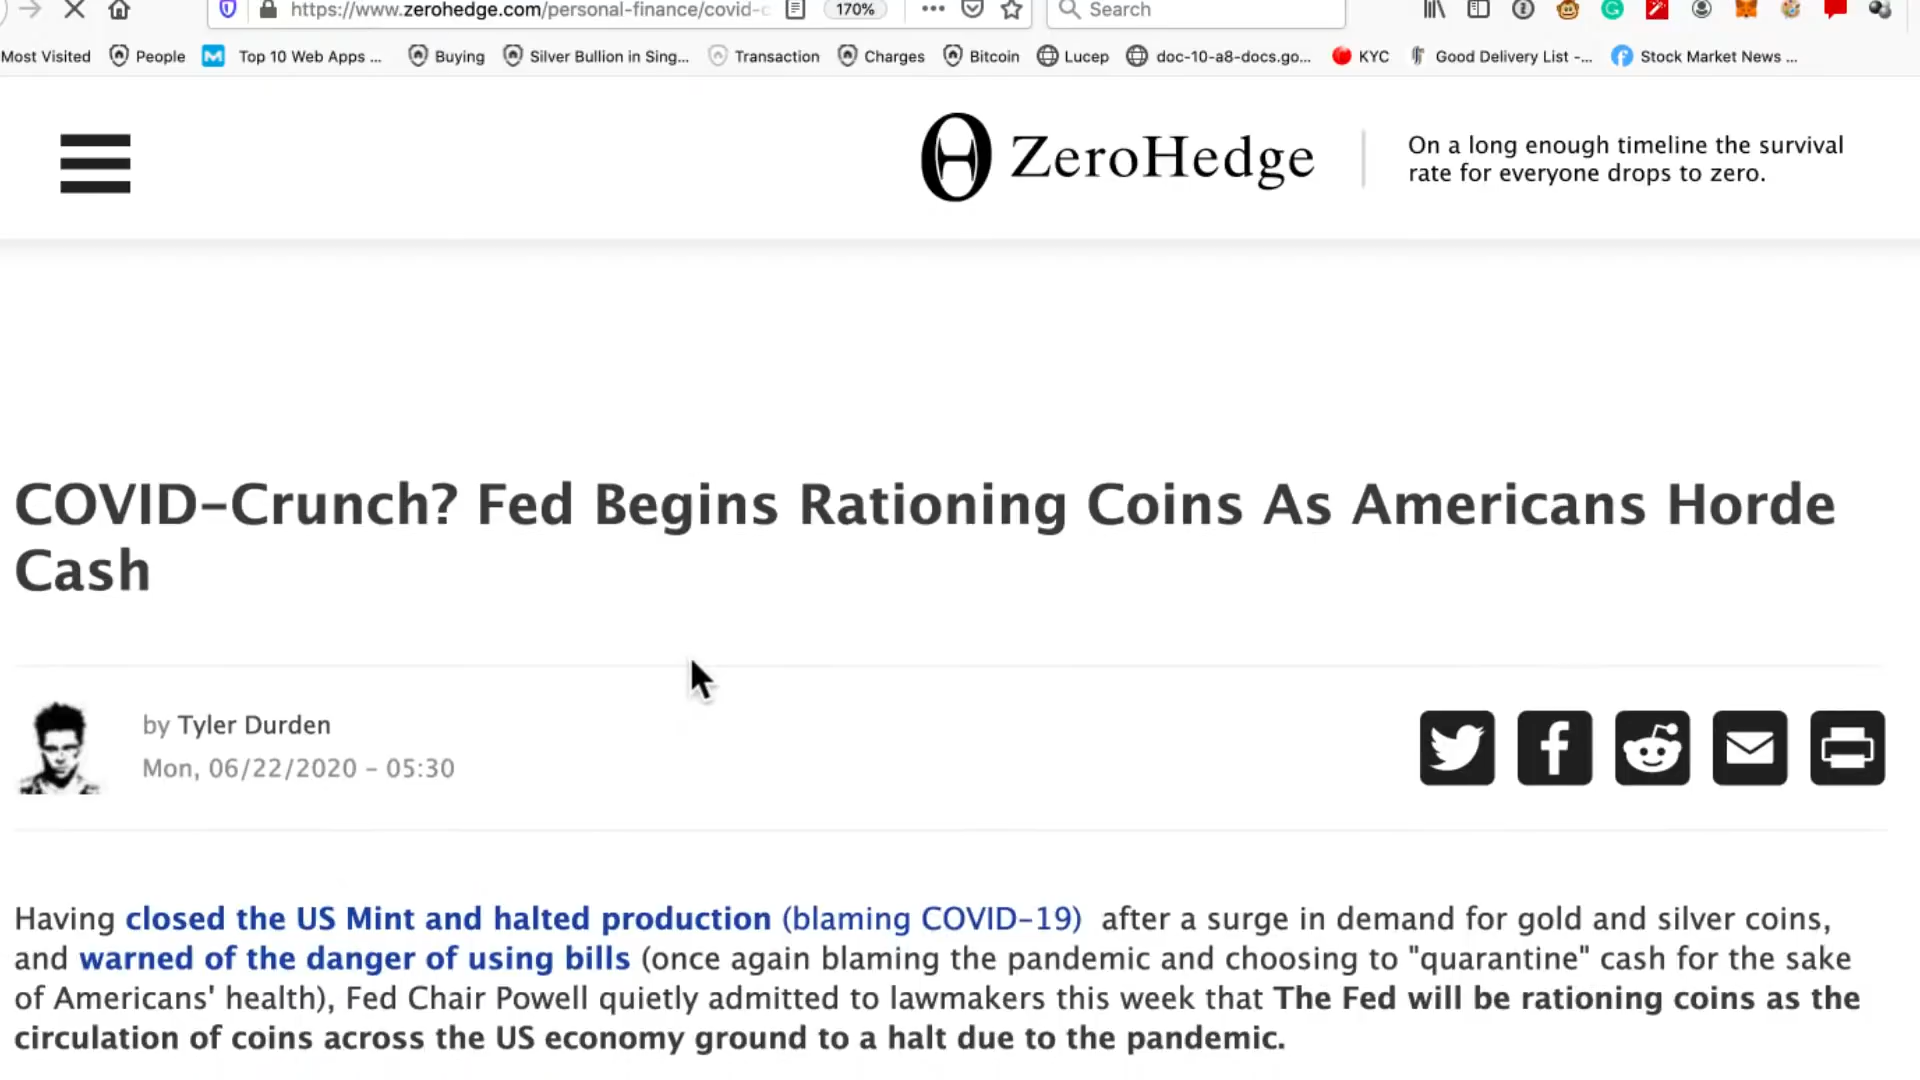 https://www.zerohedge.com/personal-finance/covid-c
170%
Search
Most Visited
People
Top 10 Web Apps ...
Buying
Silver Bullion in Sing...
Transaction
Charges
Bitcoin
Lucep
doc-10-a8-docs.go...
KYC
Good Delivery List -...
Stock Market News ...
ZeroHedge
On a long enough timeline the survival
rate for everyone drops to zero.
COVID-Crunch? Fed Begins Rationing Coins As Americans Horde
Cash
by Tyler Durden
Mon, 06/22/2020 - 05:30
Having closed the US Mint and halted production (blaming COVID-19) after a surge in demand for gold and silver coins,
and warned of the danger of using bills (once again blaming the pandemic and choosing to "quarantine" cash for the sake
of Americans' health), Fed Chair Powell quietly admitted to lawmakers this week that The Fed will be rationing coins as the
circulation of coins across the US economy ground to a halt due to the pandemic.